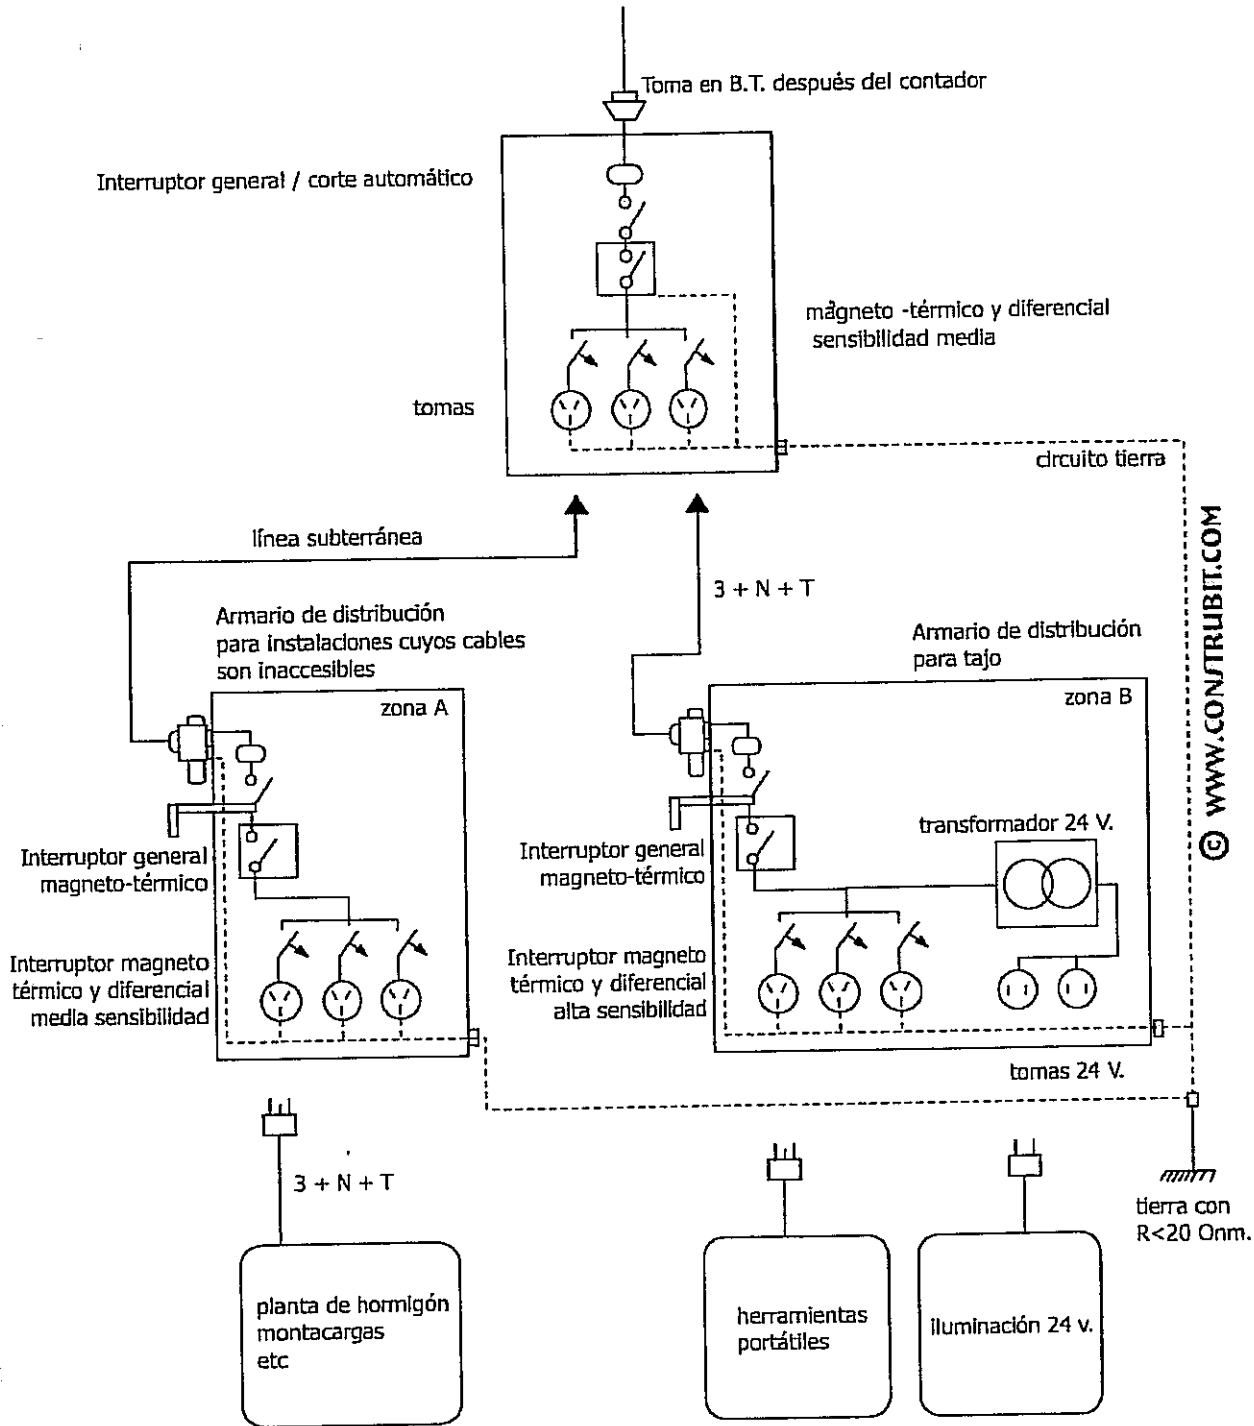 Toma en B.T. después del contador
Interruptor general / corte automático
mágneto -térmico y diferencial
sensibilidad media
tomas
circuito tierra
línea subterránea
3 + N + T
Armario de distribución
para instalaciones cuyos cables
son inaccesibles
zona A
Armario de distribución
para tajo
zona B
transformador 24 V.
Interruptor general
magneto-térmico
Interruptor general
magneto-térmico
Interruptor magneto
térmico y diferencial
media sensibilidad
Interruptor magneto
térmico y diferencial
alta sensibilidad
tomas 24 V.
3 + N + T
tierra con
R<20 Onm.
planta de hormigón
montacargas
etc
herramientas
portátiles
iluminación 24 v.
© WWW.CONSTRUBIT.COM